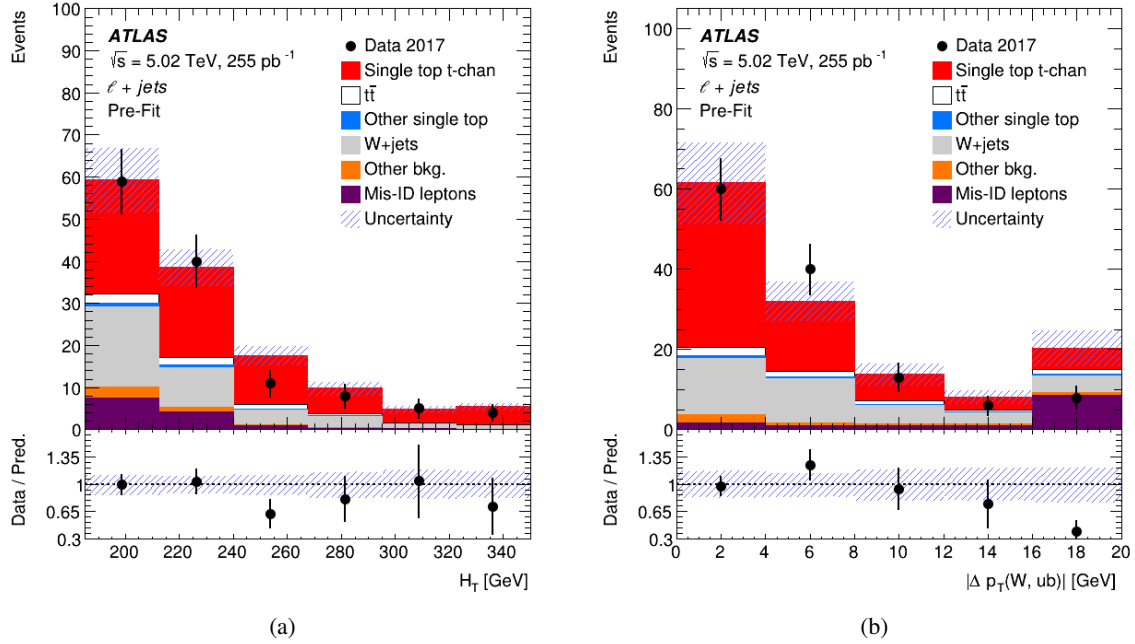 Events
100
90
80
70
60
50
40
30
20
10
0
ATLAS
√s = 5.02 TeV, 255 pb⁻¹
ℓ + jets
Pre-Fit
Data 2017
Single top t-chan
tt̄
Other single top
W+jets
Other bkg.
Mis-ID leptons
Uncertainty
Data / Pred.
1.35
1
0.65
0.3
200 220 240 260 280 300 320 340
H_T [GeV]
(a)
Events
100
80
60
40
20
0
ATLAS
√s = 5.02 TeV, 255 pb⁻¹
ℓ + jets
Pre-Fit
Data 2017
Single top t-chan
tt̄
Other single top
W+jets
Other bkg.
Mis-ID leptons
Uncertainty
Data / Pred.
1.35
1
0.65
0.3
0 2 4 6 8 10 12 14 16 18 20
|Δ p_T(W, ub)| [GeV]
(b)